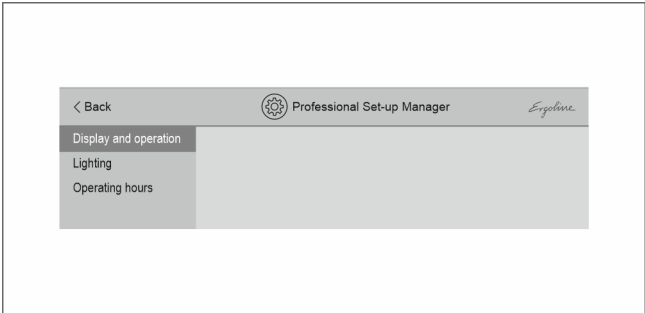 < Back
Professional Set-up Manager
Ergoline
Display and operation
Lighting
Operating hours